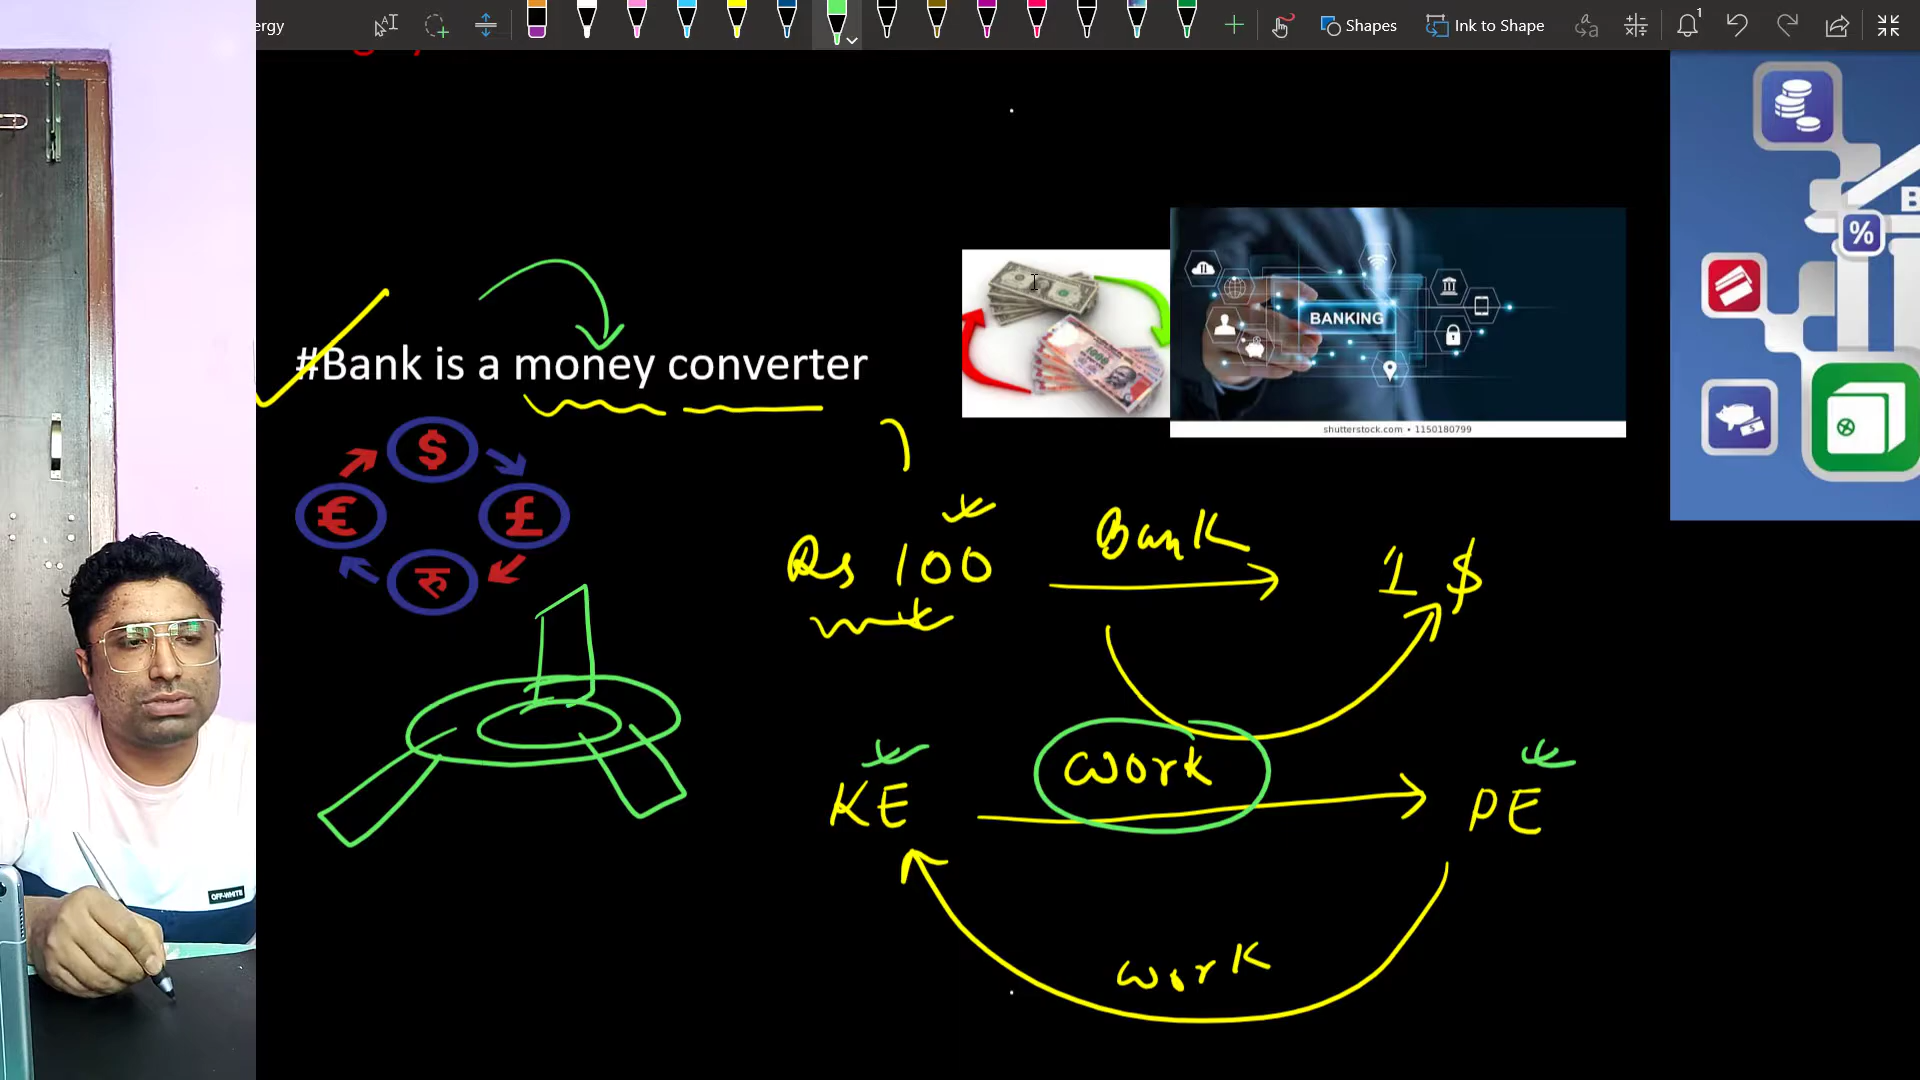 ergy
Shapes
Ink to Shape
1
B
%
BANKING
#Bank is a money converter
shutterstock.com • 1150180799
$
€
£
रु
Rs 100
Bank
1 $
work
KE
PE
work
OFF-WHITE